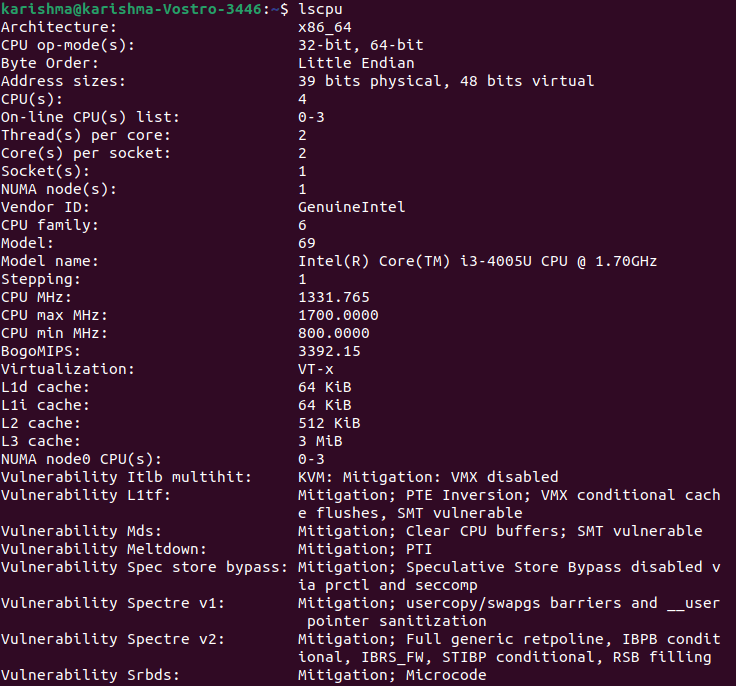 karishma@karishma-Vostro-3446:~$ lscpu
Architecture:                    x86_64
CPU op-mode(s):                  32-bit, 64-bit
Byte Order:                      Little Endian
Address sizes:                   39 bits physical, 48 bits virtual
CPU(s):                          4
On-line CPU(s) list:             0-3
Thread(s) per core:              2
Core(s) per socket:              2
Socket(s):                       1
NUMA node(s):                    1
Vendor ID:                       GenuineIntel
CPU family:                      6
Model:                           69
Model name:                      Intel(R) Core(TM) i3-4005U CPU @ 1.70GHz
Stepping:                        1
CPU MHz:                         1331.765
CPU max MHz:                     1700.0000
CPU min MHz:                     800.0000
BogoMIPS:                        3392.15
Virtualization:                  VT-x
L1d cache:                       64 KiB
L1i cache:                       64 KiB
L2 cache:                        512 KiB
L3 cache:                        3 MiB
NUMA node0 CPU(s):               0-3
Vulnerability Itlb multihit:     KVM: Mitigation: VMX disabled
Vulnerability L1tf:              Mitigation; PTE Inversion; VMX conditional cach
                                 e flushes, SMT vulnerable
Vulnerability Mds:               Mitigation; Clear CPU buffers; SMT vulnerable
Vulnerability Meltdown:          Mitigation; PTI
Vulnerability Spec store bypass: Mitigation; Speculative Store Bypass disabled v
                                 ia prctl and seccomp
Vulnerability Spectre v1:        Mitigation; usercopy/swapgs barriers and __user
                                  pointer sanitization
Vulnerability Spectre v2:        Mitigation; Full generic retpoline, IBPB condit
                                 ional, IBRS_FW, STIBP conditional, RSB filling
Vulnerability Srbds:             Mitigation; Microcode